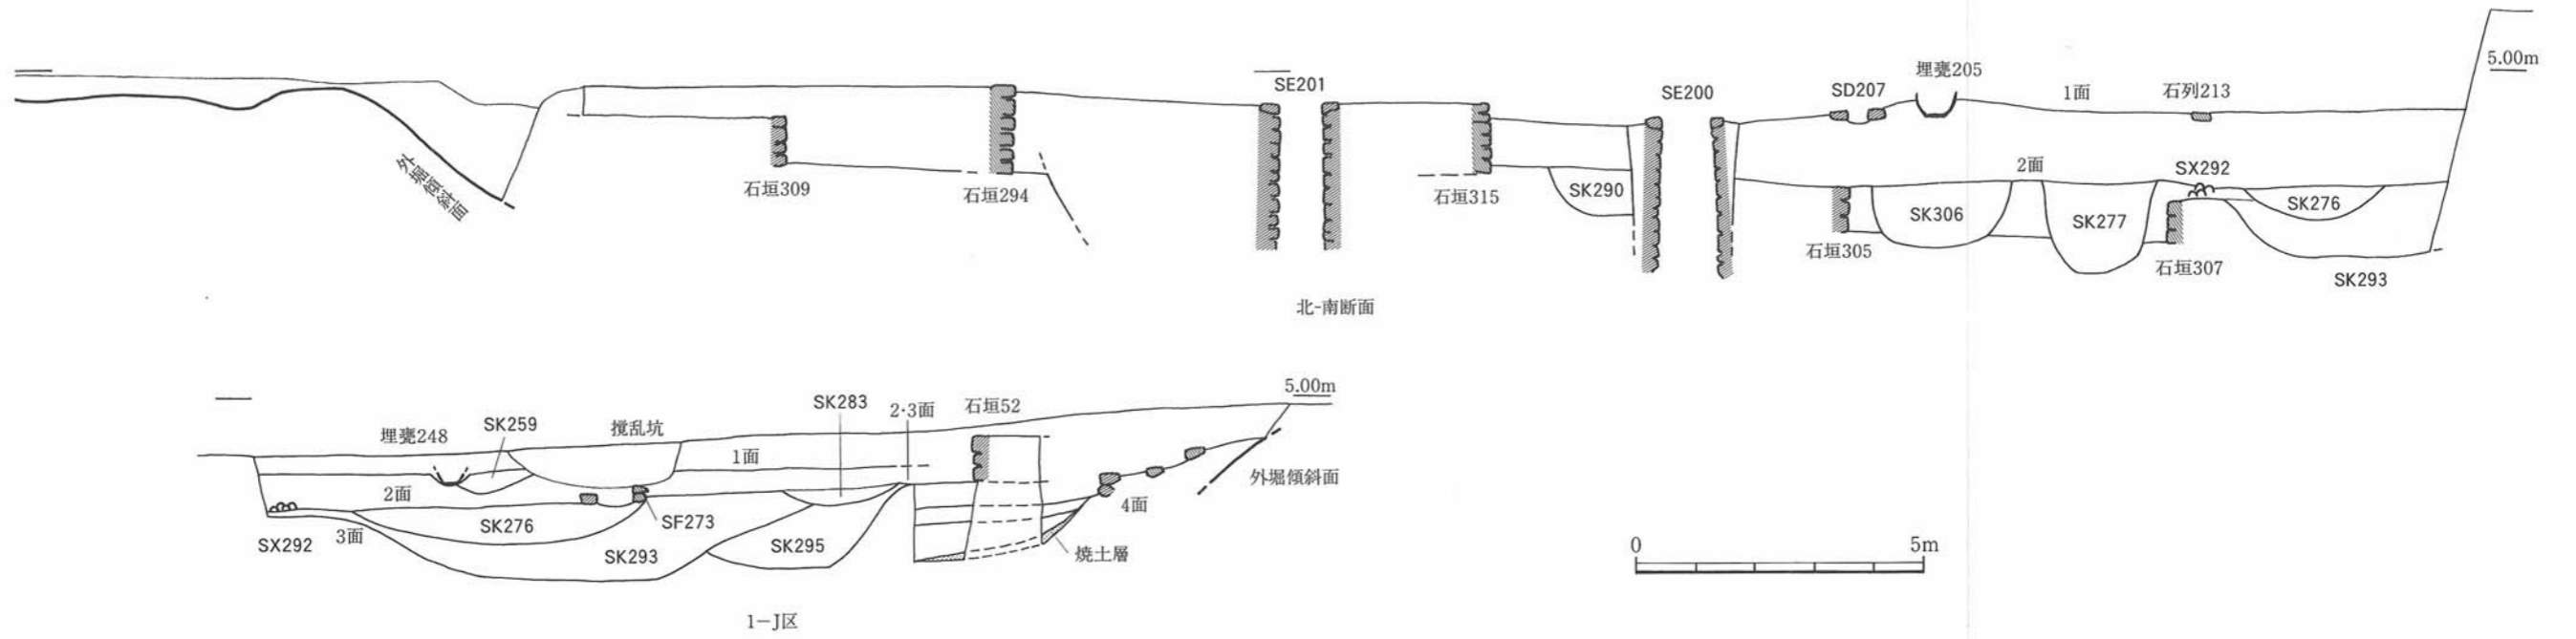 5.00m
SE201
埋甕205
SE200
SD207
1面
石列213
外堀傾斜面
石垣309
石垣294
石垣315
SK290
2面
SX292
SK306
SK277
SK276
石垣305
石垣307
SK293
北-南断面
5.00m
SK283
2·3面
石垣52
埋甕248
SK259
撹乱坑
1面
2面
SK276
SF273
4面
外堀傾斜面
SX292
3面
SK293
SK295
焼土層
0
5m
1-J区